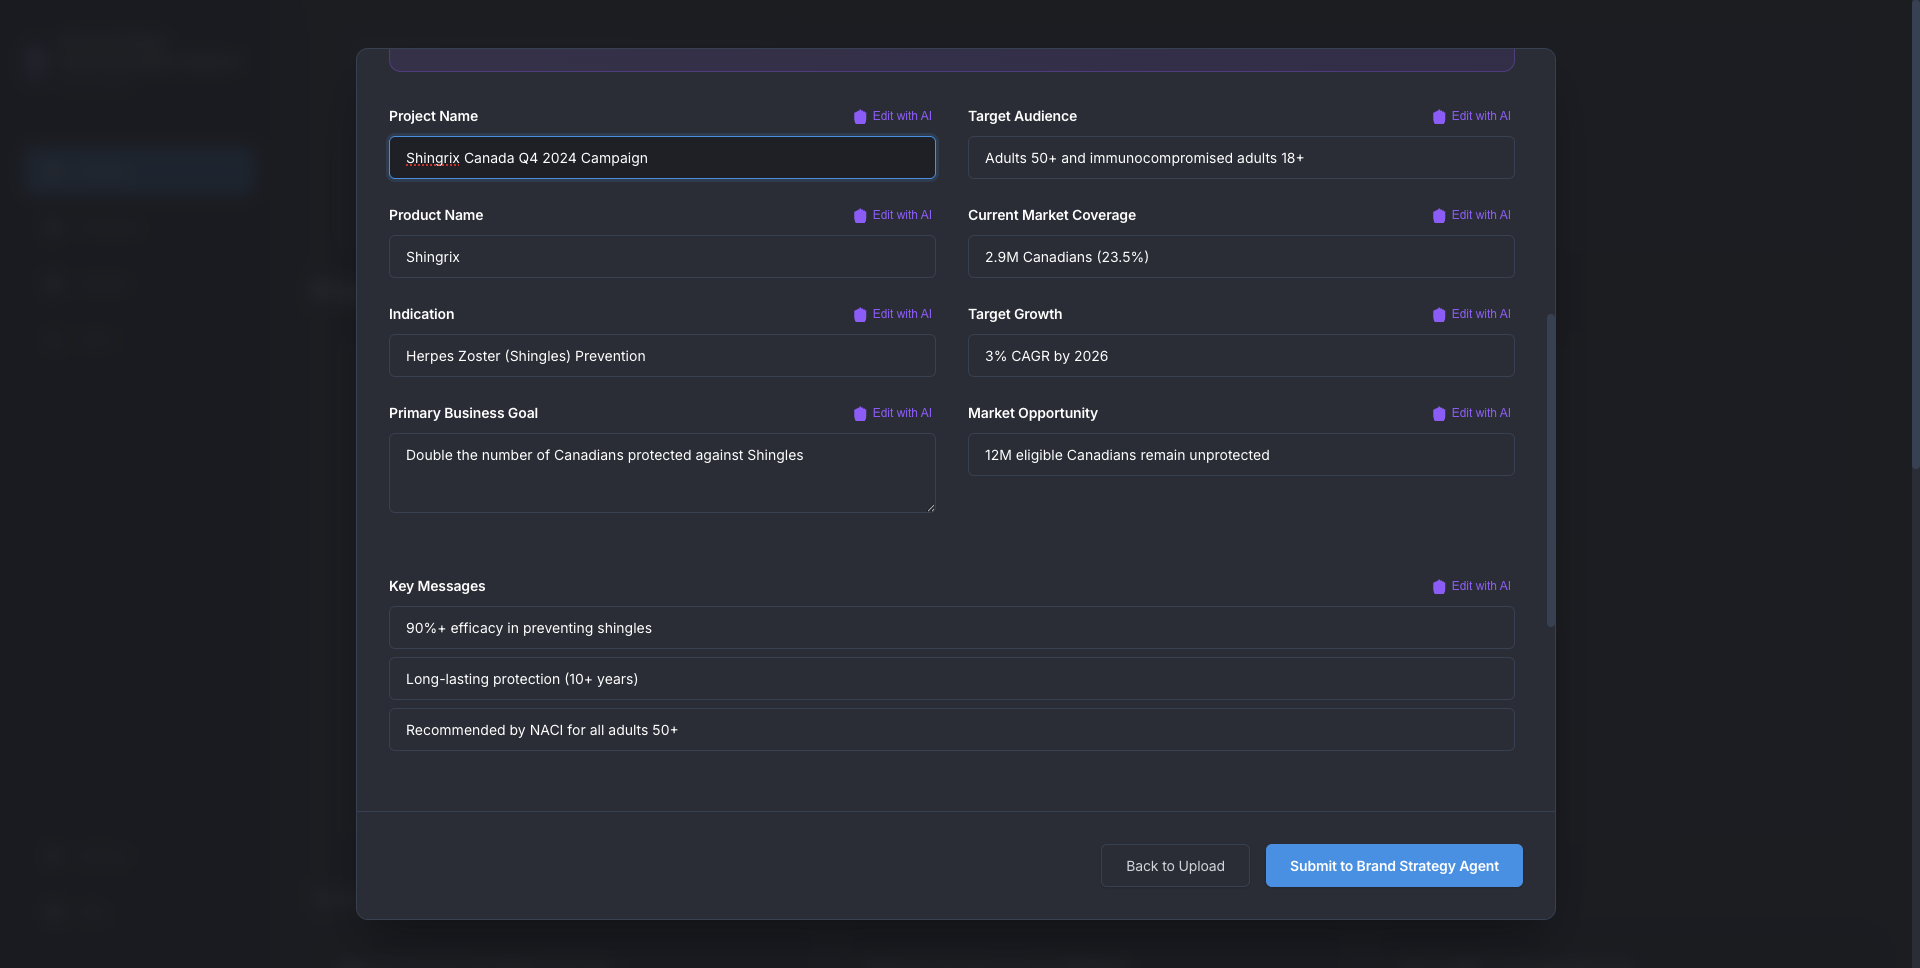 Project Name
Edit with AI
Target Audience
Edit with AI
Shingrix Canada Q4 2024 Campaign
Adults 50+ and immunocompromised adults 18+
Product Name
Edit with AI
Current Market Coverage
Edit with AI
Shingrix
2.9M Canadians (23.5%)
Indication
Edit with AI
Target Growth
Edit with AI
Herpes Zoster (Shingles) Prevention
3% CAGR by 2026
Primary Business Goal
Edit with AI
Market Opportunity
Edit with AI
Double the number of Canadians protected against Shingles
12M eligible Canadians remain unprotected
Key Messages
Edit with AI
90%+ efficacy in preventing shingles
Long-lasting protection (10+ years)
Recommended by NACI for all adults 50+
Back to Upload
Submit to Brand Strategy Agent